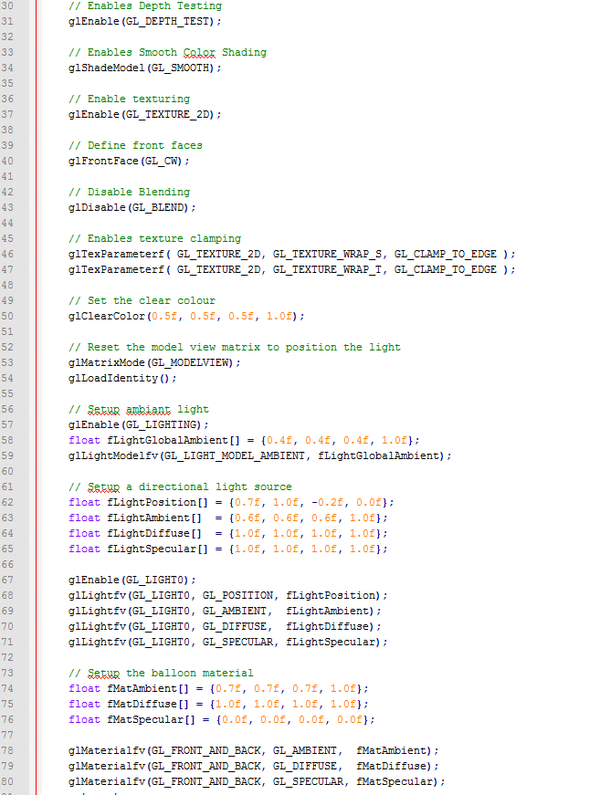 30 // Enables Depth Testing
31 glEnable(GL_DEPTH_TEST);
32
33 // Enables Smooth Color Shading
34 glShadeModel(GL_SMOOTH);
35
36 // Enable texturing
37 glEnable(GL_TEXTURE_2D);
38
39 // Define front faces
40 glFrontFace(GL_CW);
41
42 // Disable Blending
43 glDisable(GL_BLEND);
44
45 // Enables texture clamping
46 glTexParameterf( GL_TEXTURE_2D, GL_TEXTURE_WRAP_S, GL_CLAMP_TO_EDGE );
47 glTexParameterf( GL_TEXTURE_2D, GL_TEXTURE_WRAP_T, GL_CLAMP_TO_EDGE );
48
49 // Set the clear colour
50 glClearColor(0.5f, 0.5f, 0.5f, 1.0f);
51
52 // Reset the model view matrix to position the light
53 glMatrixMode(GL_MODELVIEW);
54 glLoadIdentity();
55
56 // Setup ambiant light
57 glEnable(GL_LIGHTING);
58 float fLightGlobalAmbient[] = {0.4f, 0.4f, 0.4f, 1.0f};
59 glLightModelfv(GL_LIGHT_MODEL_AMBIENT, fLightGlobalAmbient);
60
61 // Setup a directional light source
62 float fLightPosition[] = {0.7f, 1.0f, -0.2f, 0.0f};
63 float fLightAmbient[]  = {0.6f, 0.6f, 0.6f, 1.0f};
64 float fLightDiffuse[]  = {1.0f, 1.0f, 1.0f, 1.0f};
65 float fLightSpecular[] = {1.0f, 1.0f, 1.0f, 1.0f};
66
67 glEnable(GL_LIGHT0);
68 glLightfv(GL_LIGHT0, GL_POSITION, fLightPosition);
69 glLightfv(GL_LIGHT0, GL_AMBIENT,  fLightAmbient);
70 glLightfv(GL_LIGHT0, GL_DIFFUSE,  fLightDiffuse);
71 glLightfv(GL_LIGHT0, GL_SPECULAR, fLightSpecular);
72
73 // Setup the balloon material
74 float fMatAmbient[] = {0.7f, 0.7f, 0.7f, 1.0f};
75 float fMatDiffuse[] = {1.0f, 1.0f, 1.0f, 1.0f};
76 float fMatSpecular[] = {0.0f, 0.0f, 0.0f, 0.0f};
77
78 glMaterialfv(GL_FRONT_AND_BACK, GL_AMBIENT,  fMatAmbient);
79 glMaterialfv(GL_FRONT_AND_BACK, GL_DIFFUSE,  fMatDiffuse);
80 glMaterialfv(GL_FRONT_AND_BACK, GL_SPECULAR, fMatSpecular);